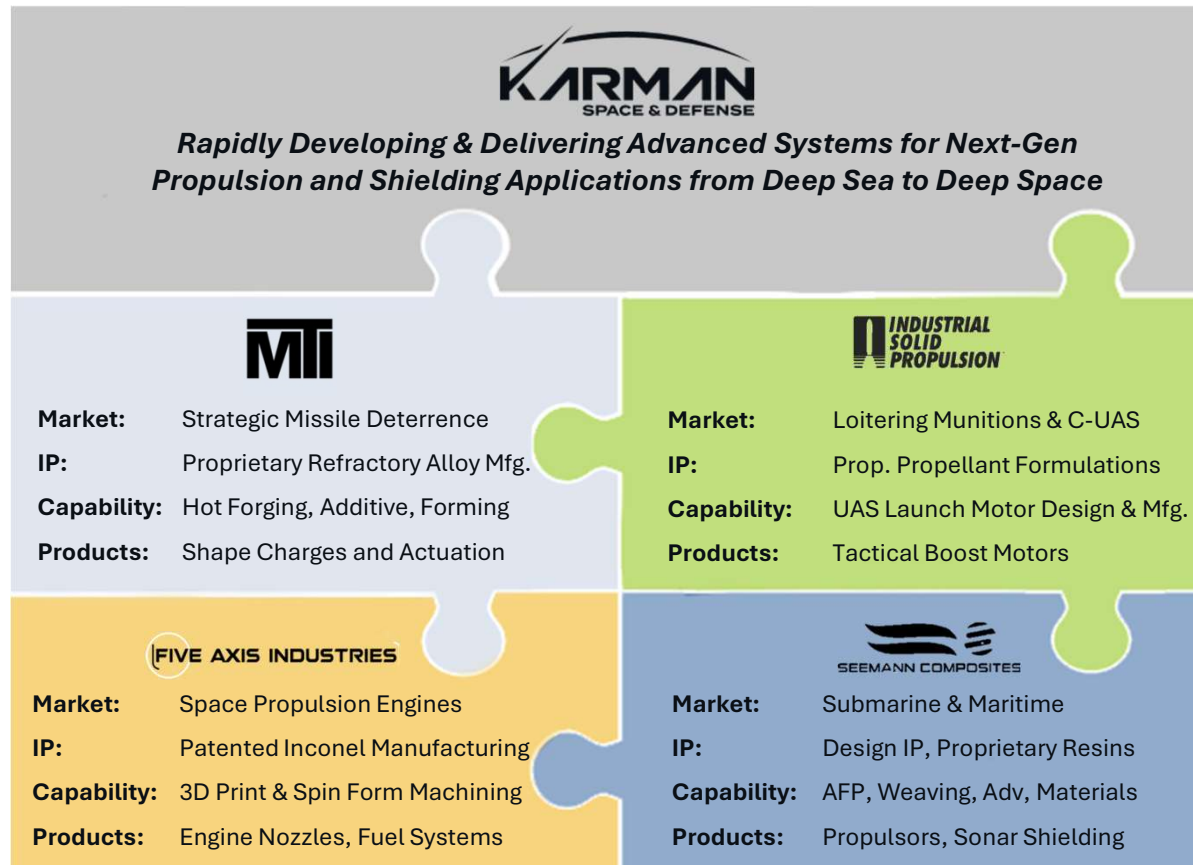 KARMAN
SPACE & DEFENSE
Rapidly Developing & Delivering Advanced Systems for Next-Gen
Propulsion and Shielding Applications from Deep Sea to Deep Space
MTI
Market: Strategic Missile Deterrence
IP: Proprietary Refractory Alloy Mfg.
Capability: Hot Forging, Additive, Forming
Products: Shape Charges and Actuation
INDUSTRIAL
SOLID
PROPULSION
Market: Loitering Munitions & C-UAS
IP: Prop. Propellant Formulations
Capability: UAS Launch Motor Design & Mfg.
Products: Tactical Boost Motors
FIVE AXIS INDUSTRIES
Market: Space Propulsion Engines
IP: Patented Inconel Manufacturing
Capability: 3D Print & Spin Form Machining
Products: Engine Nozzles, Fuel Systems
SEEMANN COMPOSITES
Market: Submarine & Maritime
IP: Design IP, Proprietary Resins
Capability: AFP, Weaving, Adv, Materials
Products: Propulsors, Sonar Shielding